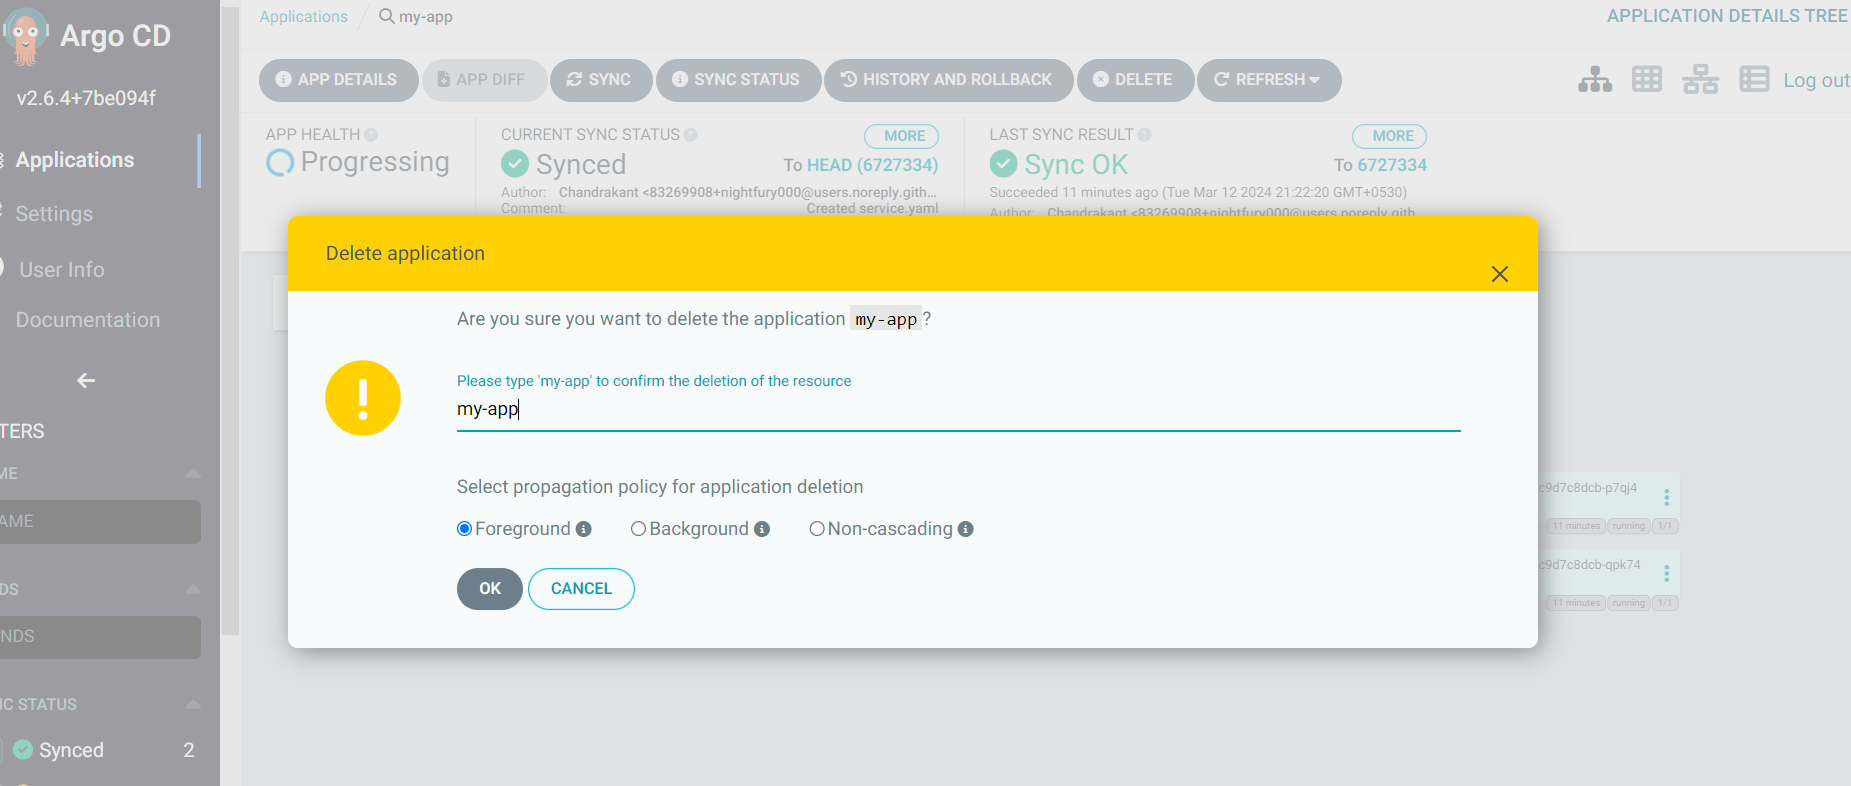 Argo CD
v2.6.4+7be094f
Applications
Settings
User Info
Documentation
TERS
ME
AME
DS
NDS
C STATUS
Synced 2
Applications / my-app
APPLICATION DETAILS TREE
APP DETAILS APP DIFF SYNC SYNC STATUS HISTORY AND ROLLBACK DELETE REFRESH
Log out
APP HEALTH
Progressing
CURRENT SYNC STATUS MORE
Synced To HEAD (6727334)
Author: Chandrakant <83269908+nightfury000@users.noreply.gith...
Comment: Created service.yaml
LAST SYNC RESULT MORE
Sync OK To 6727334
Succeeded 11 minutes ago (Tue Mar 12 2024 21:22:20 GMT+0530)
Author: Chandrakant <83269908+nightfury000@users.noreply.gith...
Delete application
Are you sure you want to delete the application my-app?
Please type 'my-app' to confirm the deletion of the resource
my-app
Select propagation policy for application deletion
Foreground Background Non-cascading
OK CANCEL
c9d7c8dcb-p7qj4
11 minutes running 1/1
c9d7c8dcb-qpk74
11 minutes running 1/1